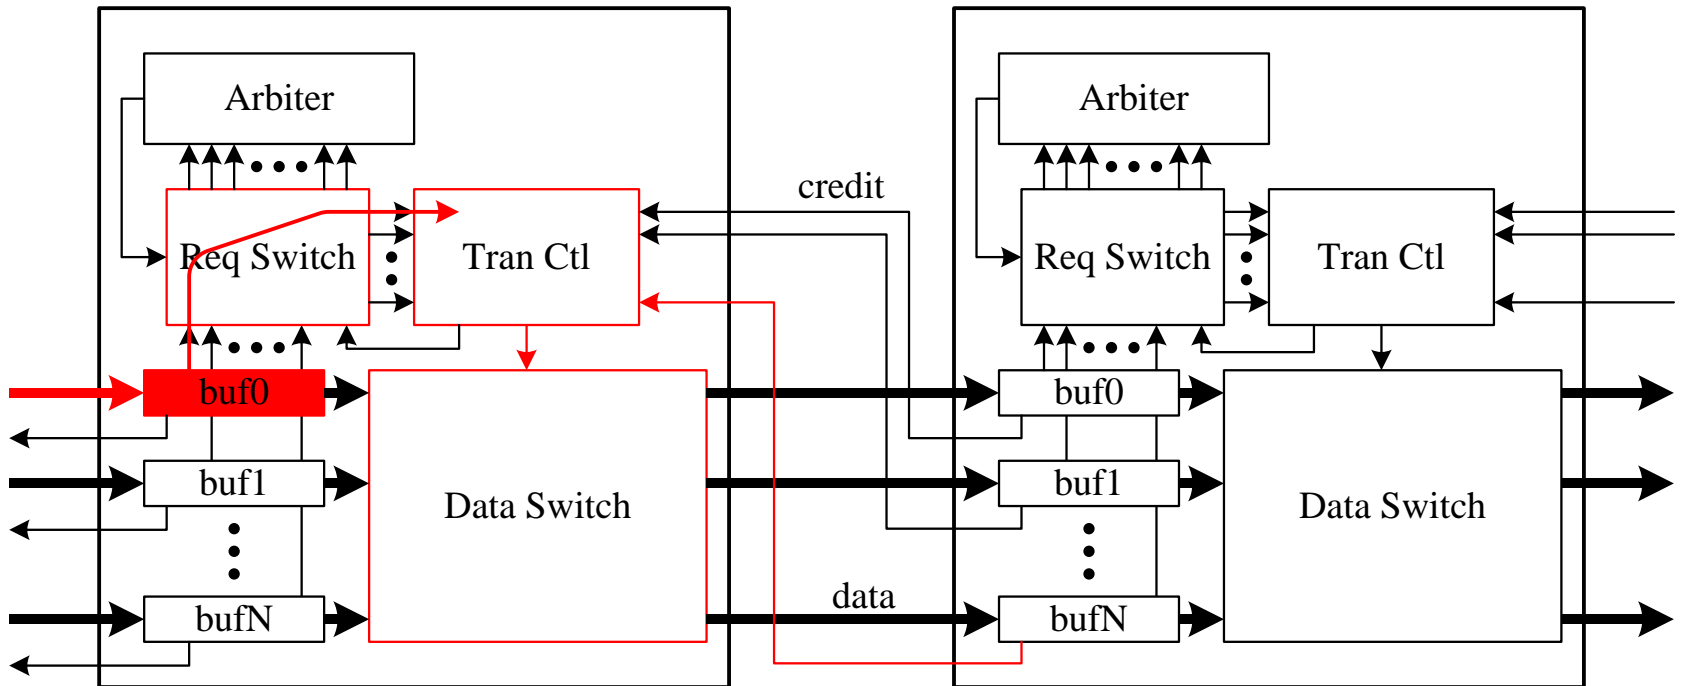 Arbiter
Arbiter
credit
Req Switch
Tran Ctl
Req Switch
Tran Ctl
buf0
buf0
buf1
Data Switch
buf1
Data Switch
data
bufN
bufN